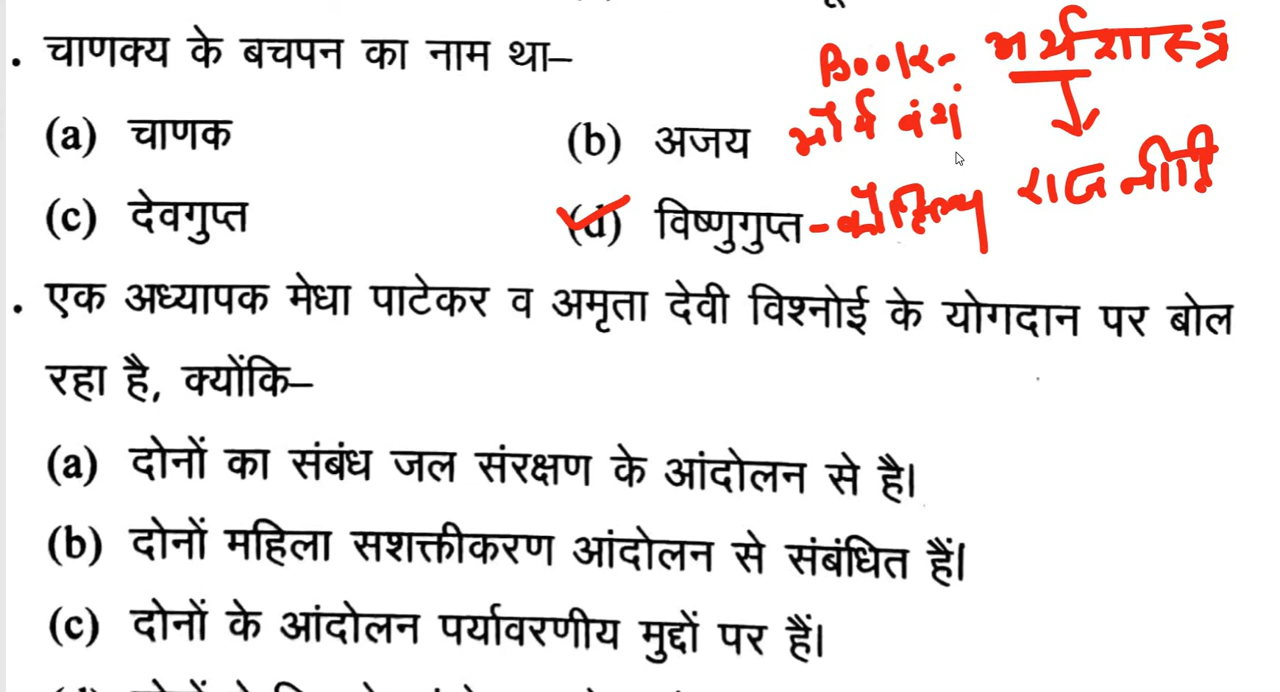 . चाणक्य के बचपन का नाम था–
Book- अर्थशास्त्र
(a) चाणक
(b) अजय
मौर्य वंश
राजनीति
(c) देवगुप्त
(d) विष्णुगुप्त
-कौटिल्य
. एक अध्यापक मेधा पाटेकर व अमृता देवी विश्नोई के योगदान पर बोल
रहा है, क्योंकि–
(a) दोनों का संबंध जल संरक्षण के आंदोलन से है।
(b) दोनों महिला सशक्तीकरण आंदोलन से संबंधित हैं।
(c) दोनों के आंदोलन पर्यावरणीय मुद्दों पर हैं।